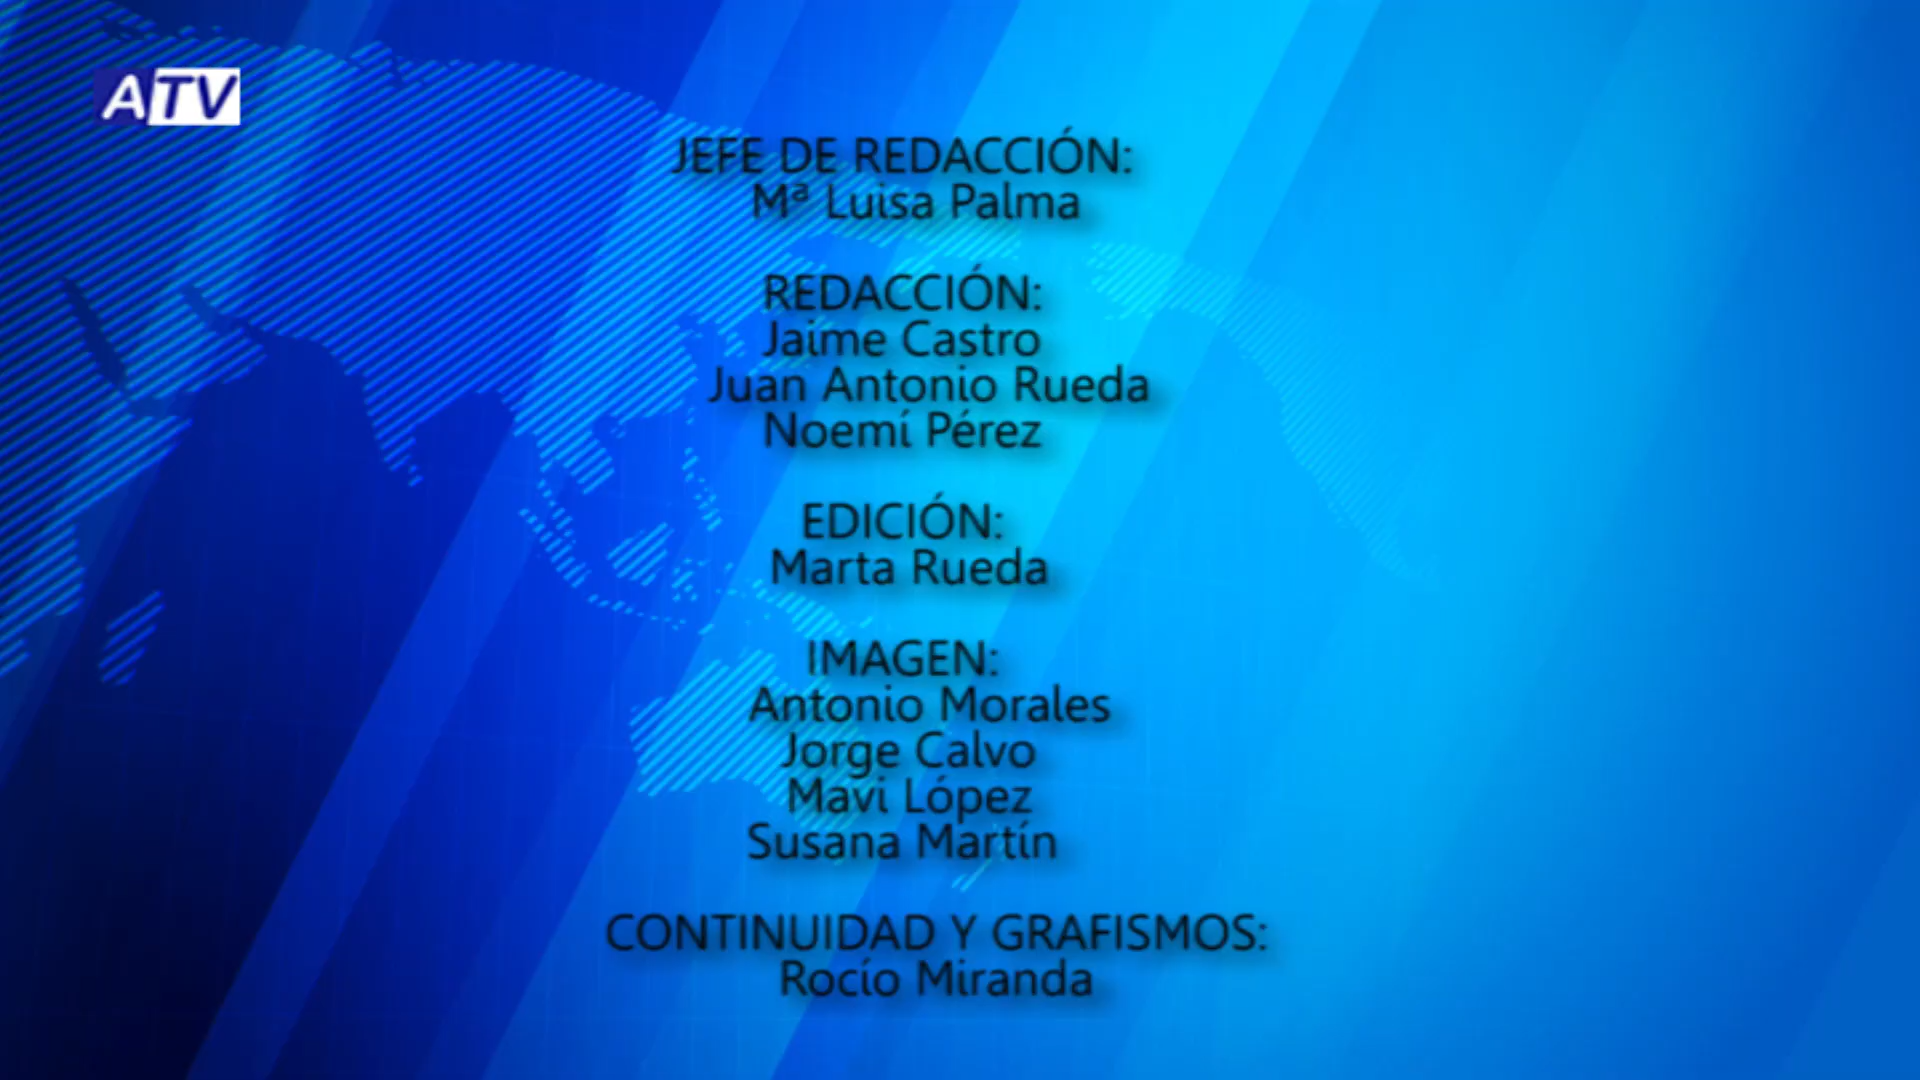 ATV
JEFE DE REDACCIÓN:
Mª Luisa Palma
REDACCIÓN:
Jaime Castro
Juan Antonio Rueda
Noemí Pérez
EDICIÓN:
Marta Rueda
IMAGEN:
Antonio Morales
Jorge Calvo
Mavi López
Susana Martín
CONTINUIDAD Y GRAFISMOS:
Rocío Miranda